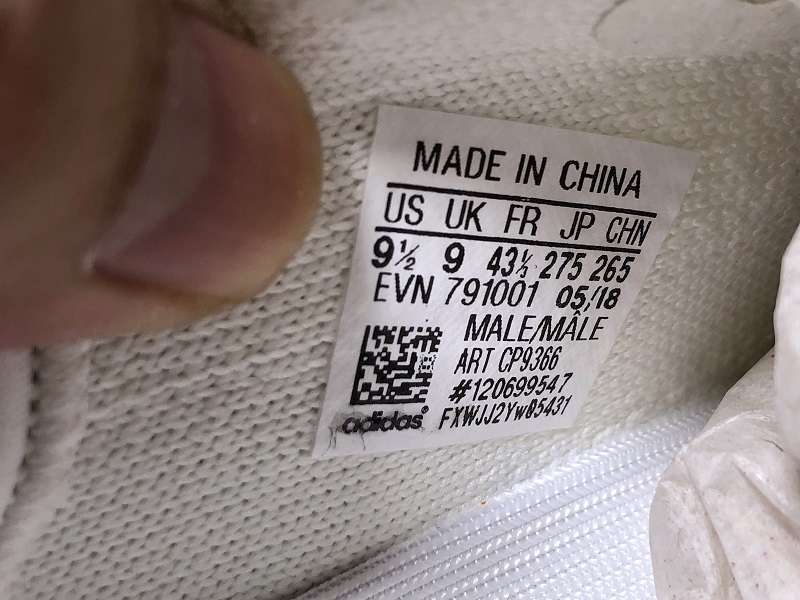 MADE IN CHINA
US UK FR JP CHN
9½ 9 43⅓ 275 265
EVN 791001 05/18
MALE/MÂLE
ART CP9366
#120699547
FXWJJ2Yw85431
adidas®